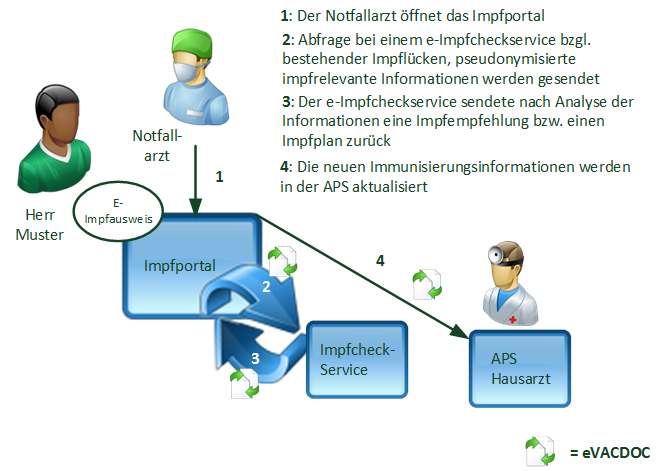 1: Der Notfallarzt öffnet das Impfportal
2: Abfrage bei einem e-Impfcheckservice bzgl.
bestehender Impflücken, pseudonymisierte
impfrelevante Informationen werden gesendet
3: Der e-Impfcheckservice sendete nach Analyse der
Informationen eine Impfempfehlung bzw. einen
Impfplan zurück
4: Die neuen Immunisierungsinformationen werden
in der APS aktualisiert
Notfall-
arzt
1
Herr
Muster
E-
Impfausweis
Impfportal
2
4
3
Impfcheck-
Service
APS
Hausarzt
= eVACDOC